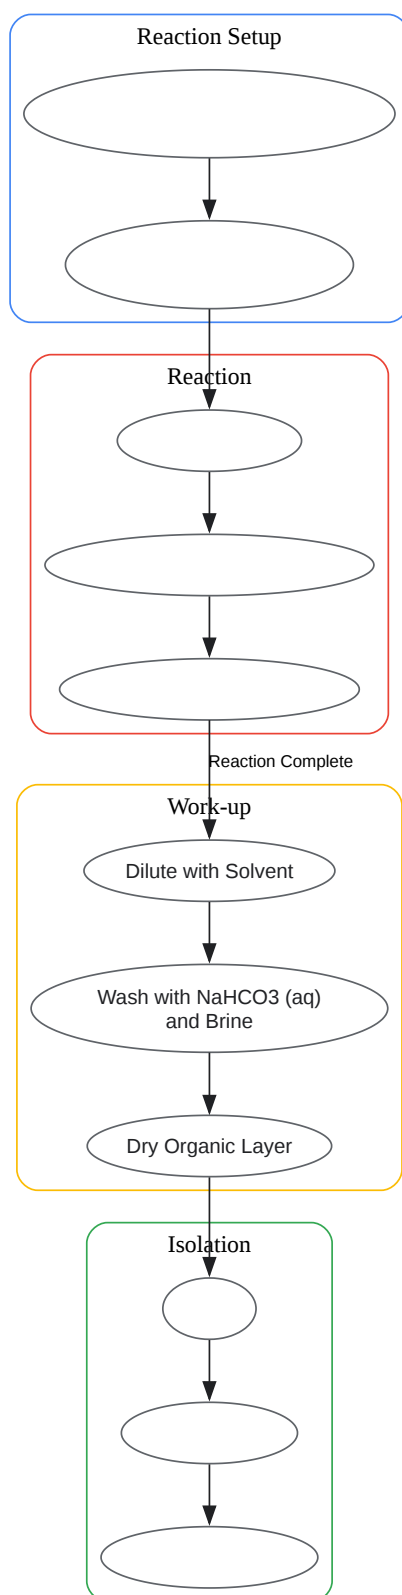 Reaction Setup
Reaction
Reaction Complete
Work-up
Dilute with Solvent
Wash with NaHCO3 (aq)
and Brine
Dry Organic Layer
Isolation